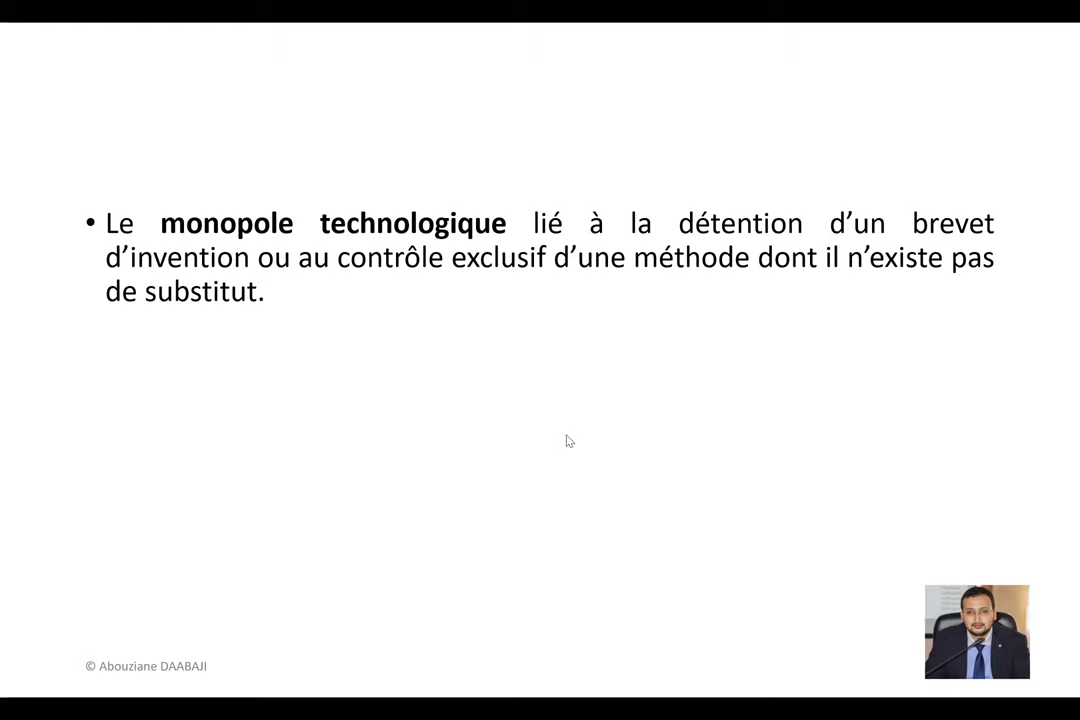 • Le monopole technologique lié à la détention d’un brevet
d’invention ou au contrôle exclusif d’une méthode dont il n’existe pas
de substitut.
© Abouziane DAABAJI